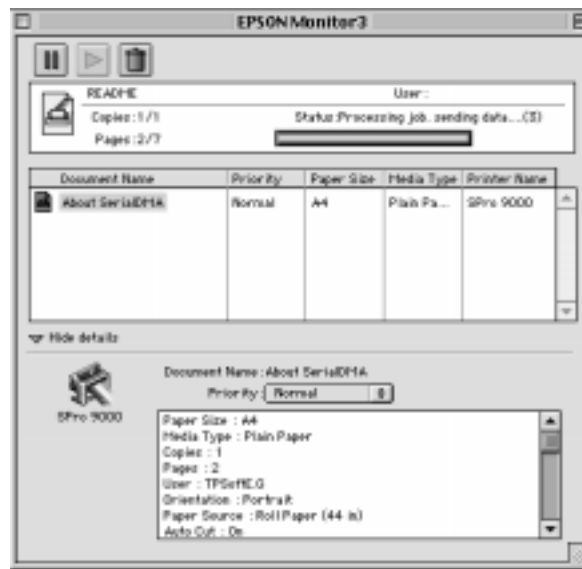 EPSON Monitor3
README
User :
Copies : 1/1
Status : Processing job. sending data...(3)
Pages : 2/7
Document Name Priority Paper Size Media Type Printer Name
About SerialDMA Normal A4 Plain Pa... SPro 9000
Hide details
SPro 9000
Document Name : About SerialDMA
Priority : Normal
Paper Size : A4
Media Type : Plain Paper
Copies : 1
Pages : 2
User :
Orientation : Portrait
Paper Source : Roll Paper (44 in)
Auto Cut : On